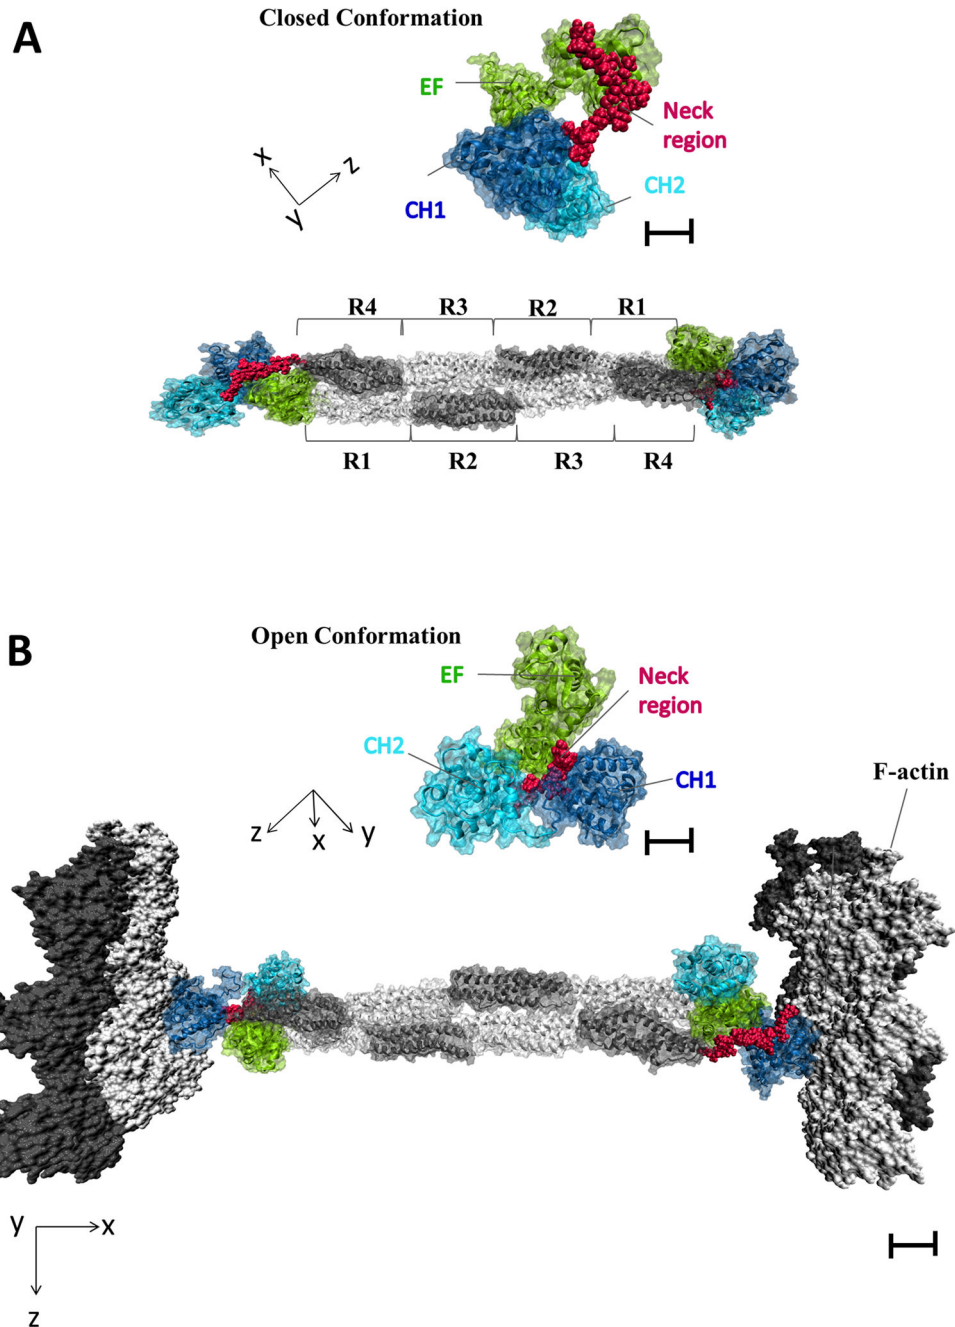 A
Closed Conformation
EF
Neck
region
x
z
y
CH1
CH2
R4 R3 R2 R1
R1 R2 R3 R4
B
Open Conformation
EF
Neck
region
CH2
CH1
F-actin
z
x
y
y
x
z